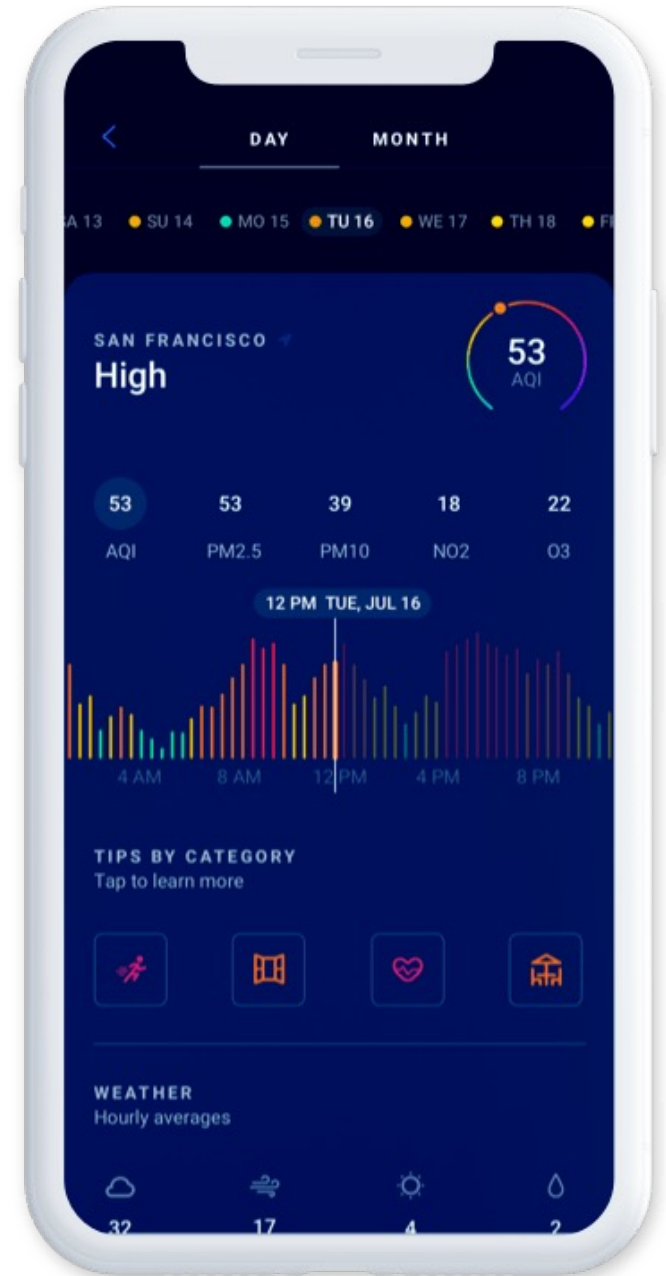 DAY MONTH
SA 13 SU 14 MO 15 TU 16 WE 17 TH 18
SAN FRANCISCO
High
53
AQI
53 53 39 18 22
AQI PM2.5 PM10 NO2 O3
12 PM TUE, JUL 16
4 AM 8 AM 12 PM 4 PM 8 PM
TIPS BY CATEGORY
Tap to learn more
WEATHER
Hourly averages
32 17 4 2